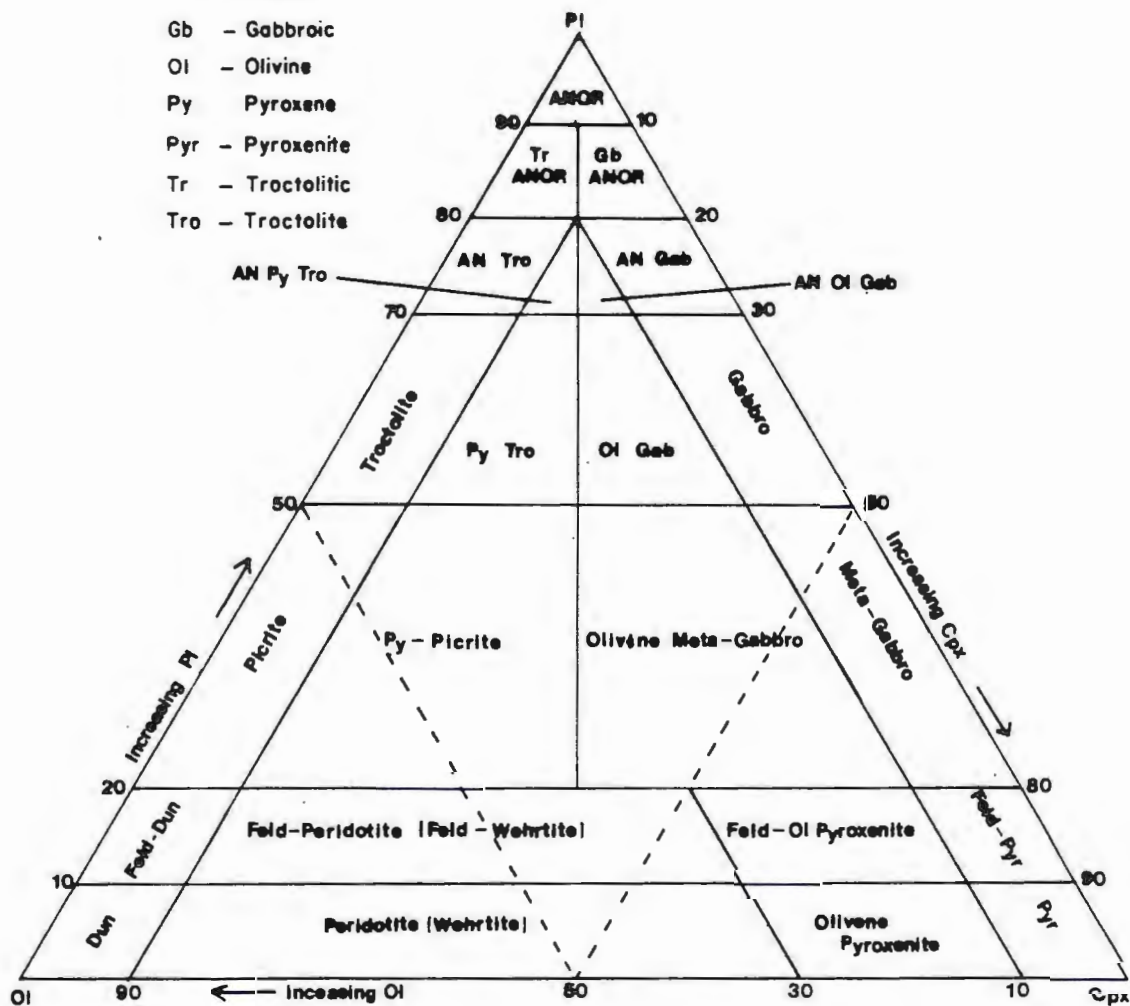 Gb – Gabbroic
Ol – Olivine
Py Pyroxene
Pyr – Pyroxenite
Tr – Troctolitic
Tro – Troctolite
Pl
ANOR
90
10
Tr
ANOR
Gb
ANOR
80
20
AN Tro
AN Gab
AN Py Tro
AN Ol Gab
70
30
Troctolite
Gabbro
Py Tro
Ol Gab
50
50
Increasing Pl
Increasing Cpx
Picrite
Py-Picrite
Olivine Meta-Gabbro
Meta-Gabbro
20
80
Feld-Dun
Feld-Peridotite [Feld-Wehrtite]
Feld-Ol Pyroxenite
Feld-Pyr
10
90
Dun
Peridotite [Wehrtite]
Olivene
Pyroxenite
Pyr
Ol
90
Inceasing Ol
50
30
10
Cpx